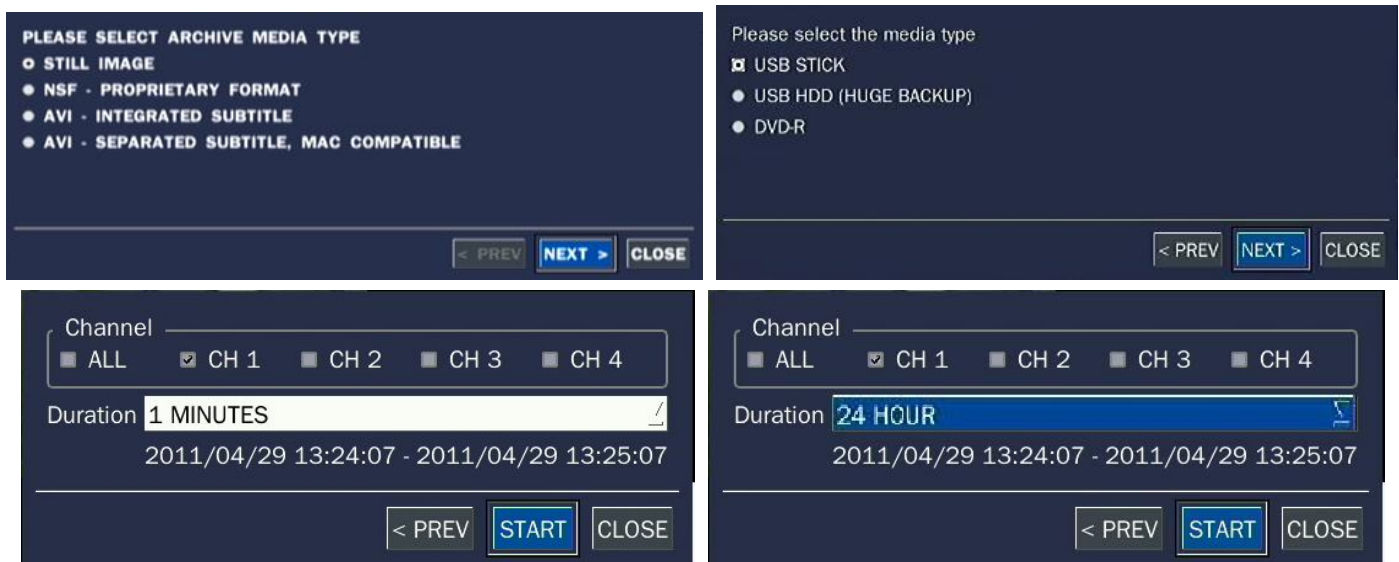 PLEASE SELECT ARCHIVE MEDIA TYPE
STILL IMAGE
NSF - PROPRIETARY FORMAT
AVI - INTEGRATED SUBTITLE
AVI - SEPARATED SUBTITLE, MAC COMPATIBLE
< PREV NEXT > CLOSE
Please select the media type
USB STICK
USB HDD (HUGE BACKUP)
DVD-R
< PREV NEXT > CLOSE
Channel
ALL CH 1 CH 2 CH 3 CH 4
Duration 1 MINUTES
2011/04/29 13:24:07 - 2011/04/29 13:25:07
< PREV START CLOSE
Channel
ALL CH 1 CH 2 CH 3 CH 4
Duration 24 HOUR
2011/04/29 13:24:07 - 2011/04/29 13:25:07
< PREV START CLOSE